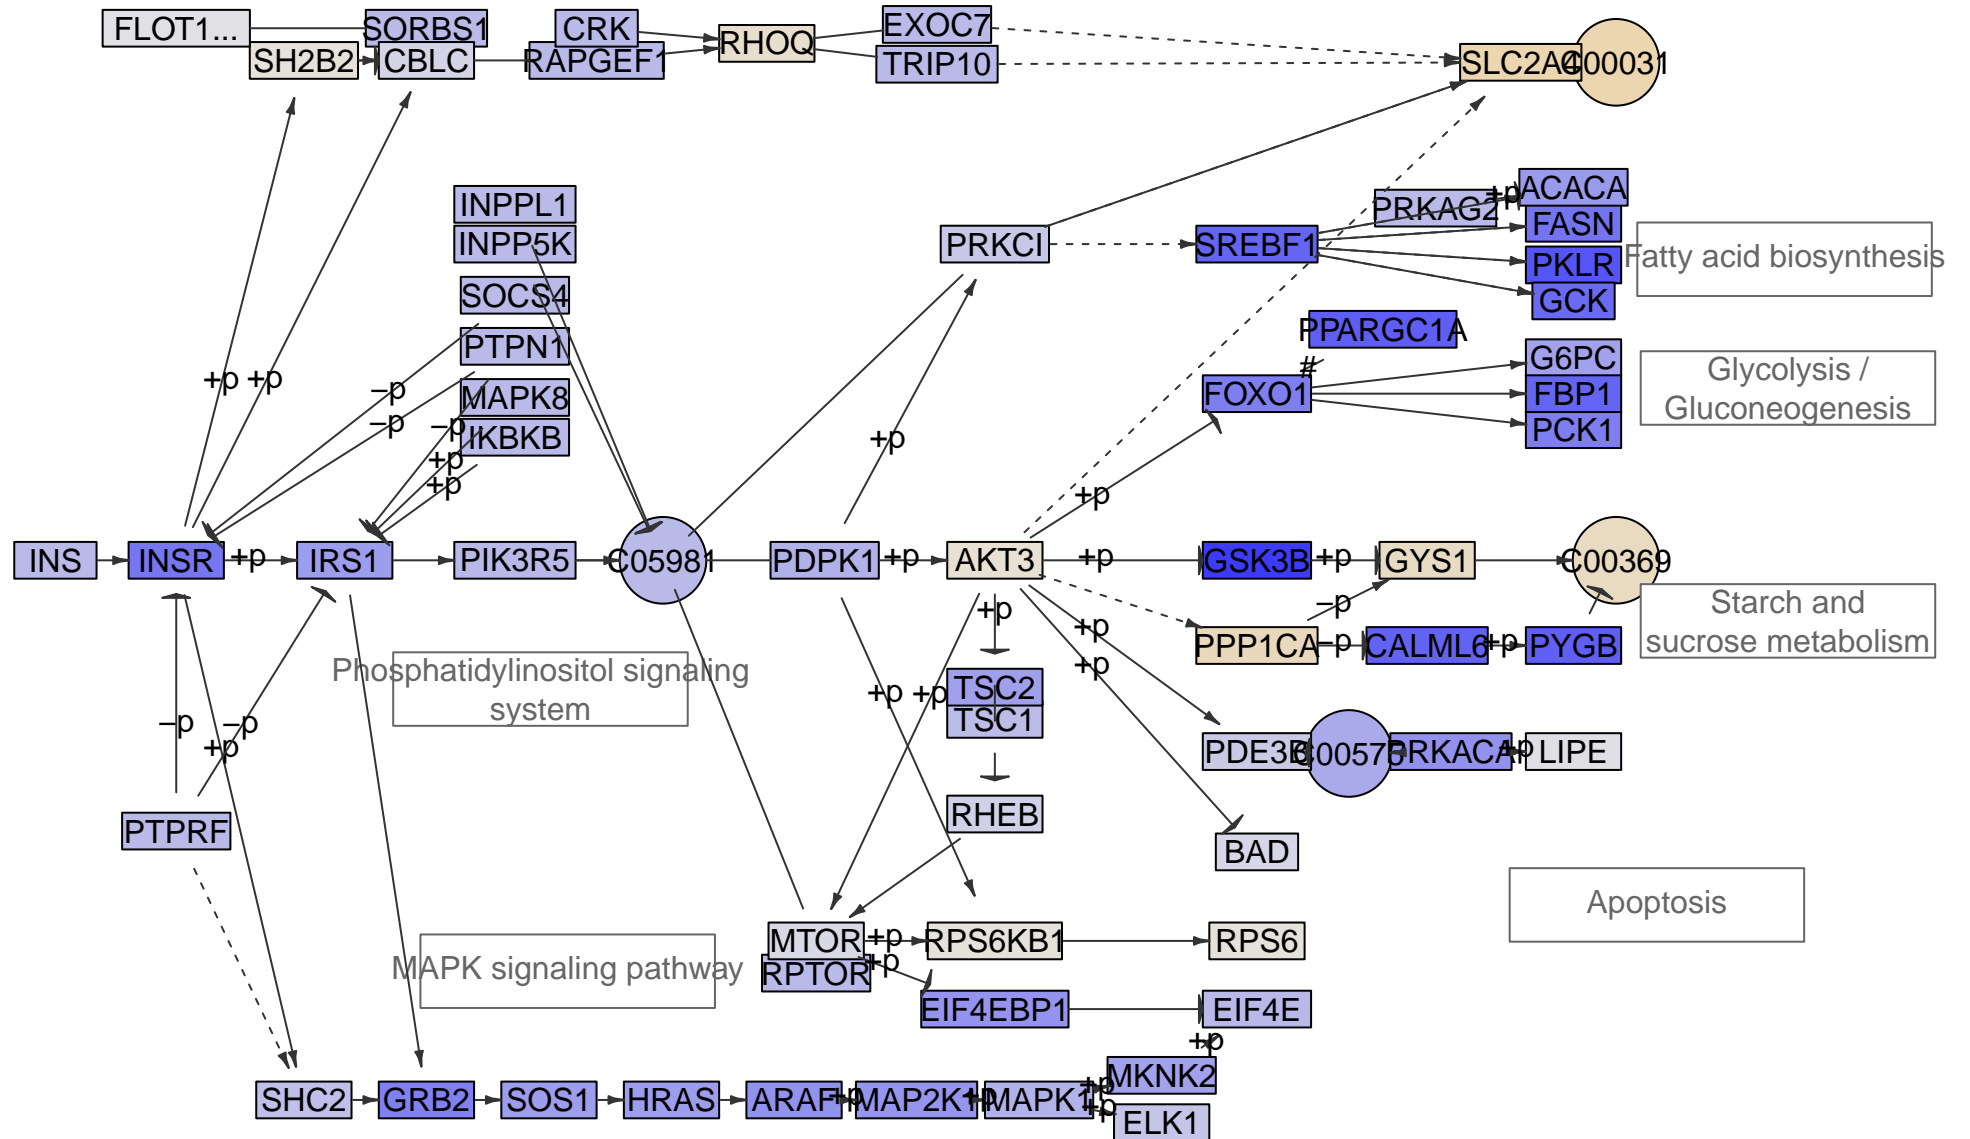 FLOT1...
SORBS1
CRK
EXOC7
RHOQ
SH2B2
CBLC
RAPGEF1
TRIP10
SLC2A4
C00031
INPPL1
INPP5K
SOCS4
PTPN1
MAPK8
IKBKB
PRKCI
SREBF1
PRKAG2
+p
ACACA
FASN
PKLR
GCK
Fatty acid biosynthesis
PPARGC1A
#
FOXO1
G6PC
FBP1
PCK1
Glycolysis /
Gluconeogenesis
+p
+p
–p
–p
–p
+p
+p
+p
+p
INS
INSR
+p
IRS1
PIK3R5
C05981
PDPK1
+p
AKT3
+p
GSK3B
+p
GYS1
C00369
–p
PPP1CA
–p
CALML6
+p
PYGB
Starch and
sucrose metabolism
+p
+p
+p
Phosphatidylinositol signaling
system
+p
+p
TSC2
TSC1
–p
+p
–p
PDE3B
C00575
PRKACA
+p
LIPE
PTPRF
RHEB
BAD
Apoptosis
MAPK signaling pathway
MTOR
RPTOR
+p
+p
RPS6KB1
RPS6
EIF4EBP1
EIF4E
+p
SHC2
GRB2
SOS1
HRAS
ARAF
+p
MAP2K1
+p
MAPK1
+p
+p
MKNK2
ELK1